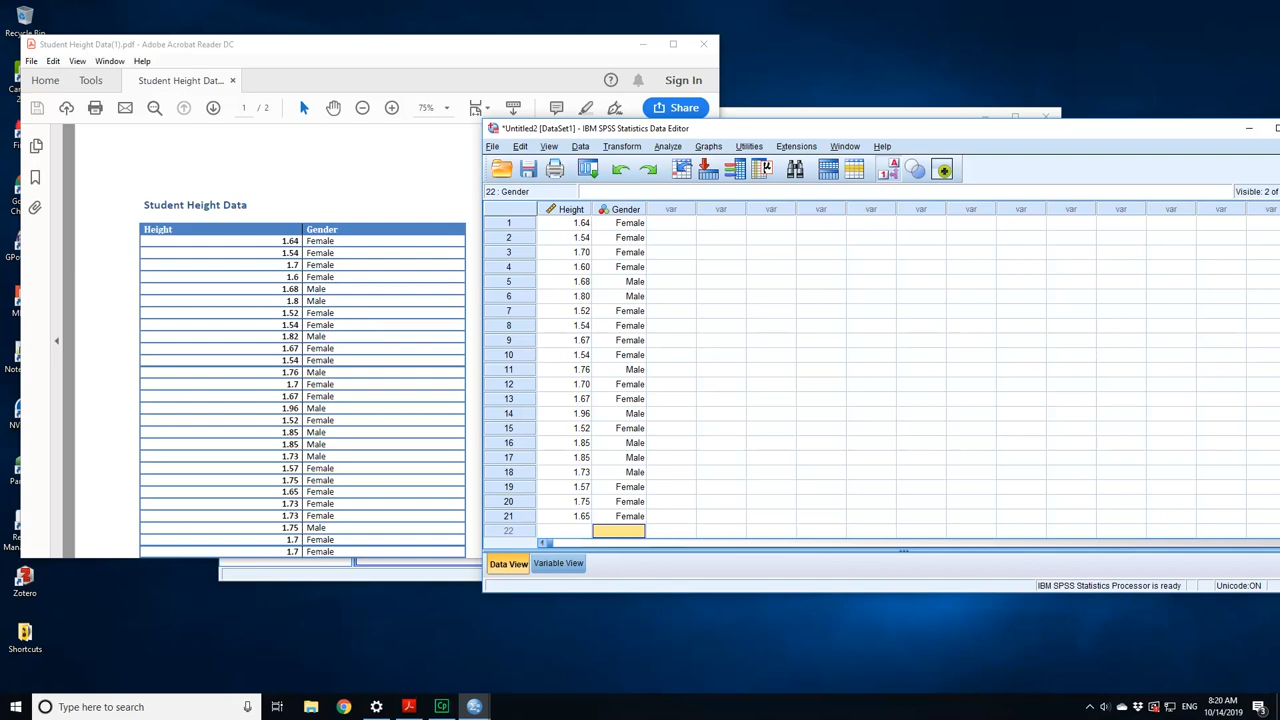 Recycle Bin
Student Height Data(1).pdf - Adobe Acrobat Reader DC
File Edit View Window Help
Home Tools Student Height Dat... × Sign In
1 / 2 75% Share
Student Height Data
Height Gender
1.64 Female
1.54 Female
1.7 Female
1.6 Female
1.68 Male
1.8 Male
1.52 Female
1.54 Female
1.82 Male
1.67 Female
1.54 Female
1.76 Male
1.7 Female
1.67 Female
1.96 Male
1.52 Female
1.85 Male
1.85 Male
1.73 Male
1.57 Female
1.75 Female
1.65 Female
1.73 Female
1.73 Female
1.75 Male
1.7 Female
1.7 Female
*Untitled2 [DataSet1] - IBM SPSS Statistics Data Editor
File Edit View Data Transform Analyze Graphs Utilities Extensions Window Help
22 : Gender Visible: 2 of
Height Gender var var var var var var var var var var var var
1 1.64 Female
2 1.54 Female
3 1.70 Female
4 1.60 Female
5 1.68 Male
6 1.80 Male
7 1.52 Female
8 1.54 Female
9 1.67 Female
10 1.54 Female
11 1.76 Male
12 1.70 Female
13 1.67 Female
14 1.96 Male
15 1.52 Female
16 1.85 Male
17 1.85 Male
18 1.73 Male
19 1.57 Female
20 1.75 Female
21 1.65 Female
22
Data View Variable View
IBM SPSS Statistics Processor is ready Unicode:ON
Zotero
Shortcuts
Type here to search
ENG
8:20 AM
10/14/2019